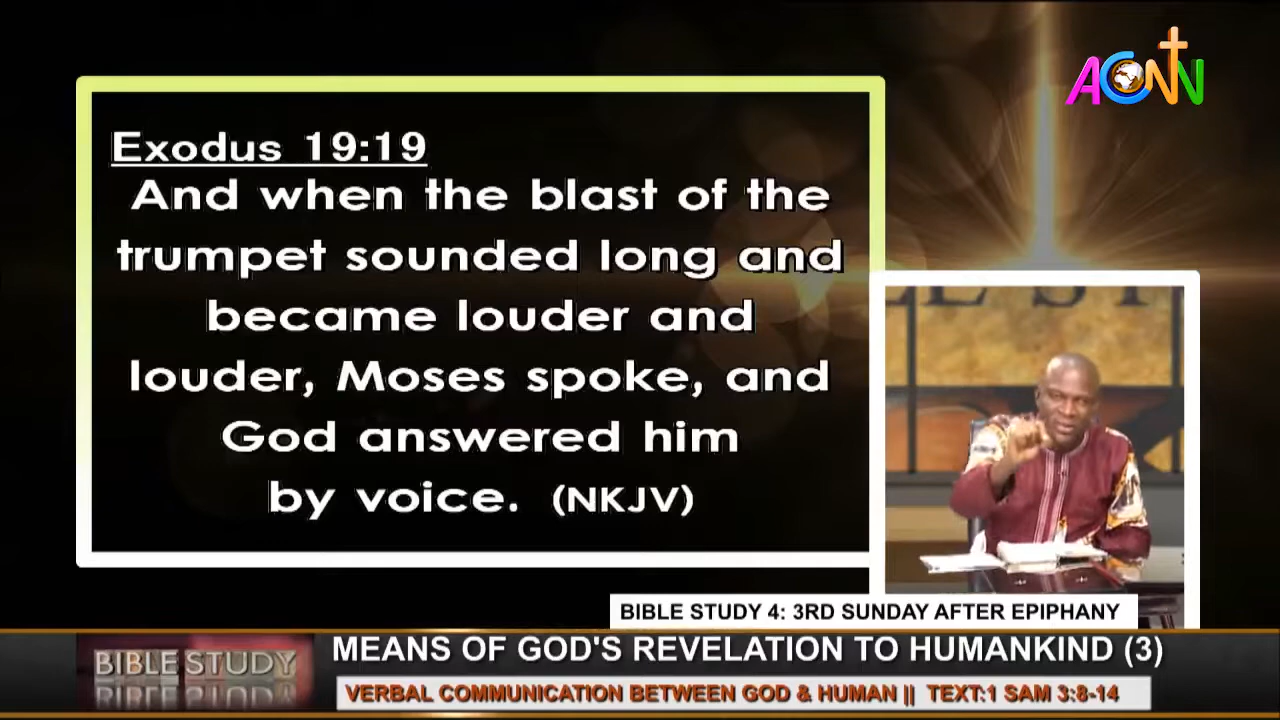 ACNN
Exodus 19:19
And when the blast of the
trumpet sounded long and
became louder and
louder, Moses spoke, and
God answered him
by voice. (NKJV)
BIBLE STUDY 4: 3RD SUNDAY AFTER EPIPHANY
BIBLE STUDY
MEANS OF GOD'S REVELATION TO HUMANKIND (3)
VERBAL COMMUNICATION BETWEEN GOD & HUMAN || TEXT:1 SAM 3:8-14